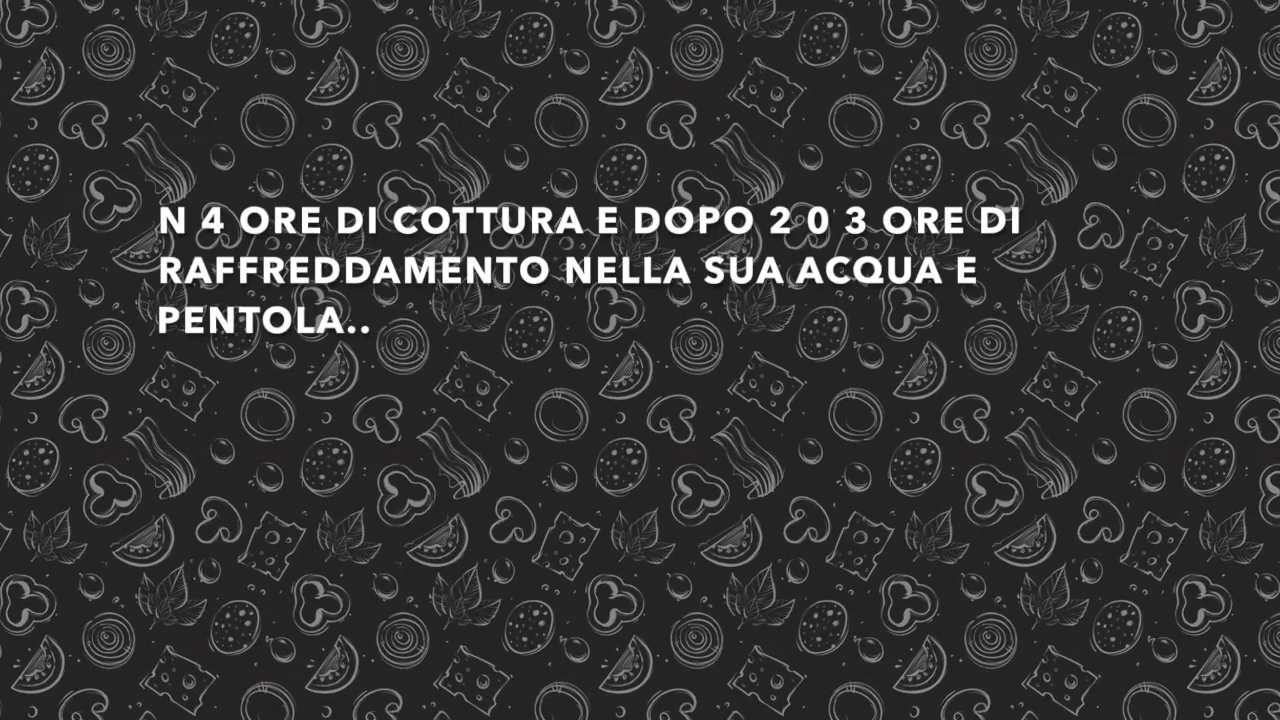 N 4 ORE DI COTTURA E DOPO 2 0 3 ORE DI
RAFFREDDAMENTO NELLA SUA ACQUA E
PENTOLA..